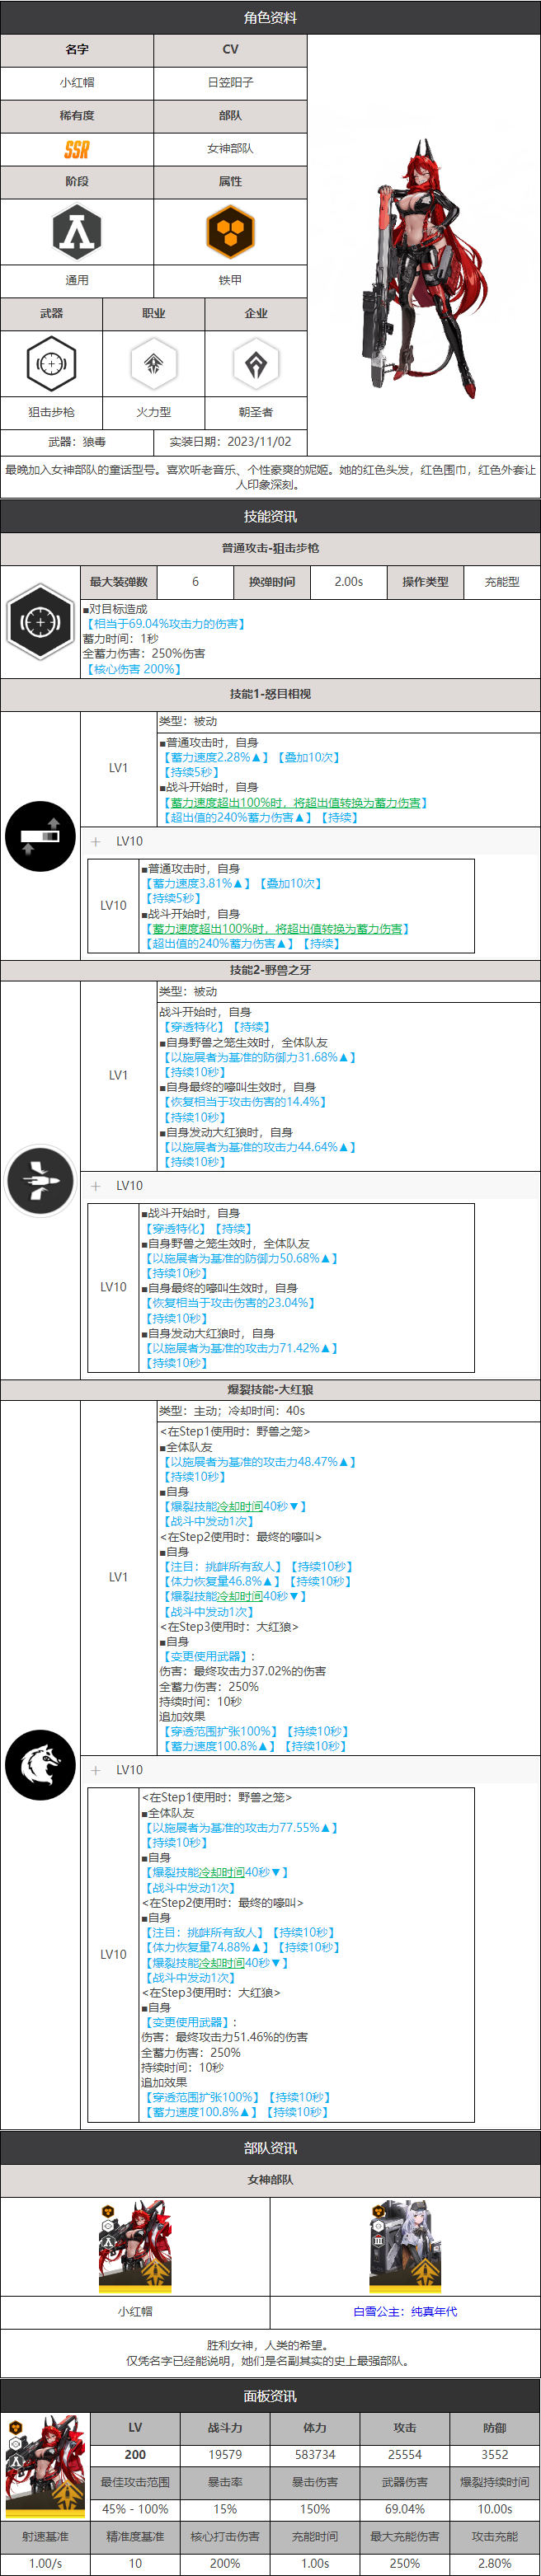 角色资料
名字
CV
小红帽
日笠阳子
稀有度
部队
SSR
女神部队
阶段
属性
通用
铁甲
武器
职业
企业
狙击步枪
火力型
朝圣者
武器：狼毒
实装日期：2023/11/02
最晚加入女神部队的童话型号。喜欢听老音乐、个性豪爽的妮姬。她的红色头发，红色围巾，红色外套让
人印象深刻。
技能资讯
普通攻击-狙击步枪
最大装弹数
6
换弹时间
2.00s
操作类型
充能型
■对目标造成
【相当于69.04%攻击力的伤害】
蓄力时间：1秒
全蓄力伤害：250%伤害
【核心伤害 200%】
技能1-怒目相视
LV1
类型：被动
■普通攻击时，自身
【蓄力速度2.28%▲】【叠加10次】
【持续5秒】
■战斗开始时，自身
【蓄力速度超出100%时，将超出值转换为蓄力伤害】
【超出值的240%蓄力伤害▲】【持续】
＋ LV10
LV10
■普通攻击时，自身
【蓄力速度3.81%▲】【叠加10次】
【持续5秒】
■战斗开始时，自身
【蓄力速度超出100%时，将超出值转换为蓄力伤害】
【超出值的240%蓄力伤害▲】【持续】
技能2-野兽之牙
LV1
类型：被动
战斗开始时，自身
【穿透特化】【持续】
■自身野兽之笼生效时，全体队友
【以施展者为基准的防御力31.68%▲】
【持续10秒】
■自身最终的嚎叫生效时，自身
【恢复相当于攻击伤害的14.4%】
【持续10秒】
■自身发动大红狼时，自身
【以施展者为基准的攻击力44.64%▲】
【持续10秒】
＋ LV10
LV10
■战斗开始时，自身
【穿透特化】【持续】
■自身野兽之笼生效时，全体队友
【以施展者为基准的防御力50.68%▲】
【持续10秒】
■自身最终的嚎叫生效时，自身
【恢复相当于攻击伤害的23.04%】
【持续10秒】
■自身发动大红狼时，自身
【以施展者为基准的攻击力71.42%▲】
【持续10秒】
爆裂技能-大红狼
LV1
类型：主动；冷却时间：40s
<在Step1使用时：野兽之笼>
■全体队友
【以施展者为基准的攻击力48.47%▲】
【持续10秒】
■自身
【爆裂技能冷却时间40秒▼】
【战斗中发动1次】
<在Step2使用时：最终的嚎叫>
■自身
【注目：挑衅所有敌人】【持续10秒】
【体力恢复量46.8%▲】【持续10秒】
【爆裂技能冷却时间40秒▼】
【战斗中发动1次】
<在Step3使用时：大红狼>
■自身
【变更使用武器】：
伤害：最终攻击力37.02%的伤害
全蓄力伤害：250%
持续时间：10秒
追加效果
【穿透范围扩张100%】【持续10秒】
【蓄力速度100.8%▲】【持续10秒】
＋ LV10
LV10
<在Step1使用时：野兽之笼>
■全体队友
【以施展者为基准的攻击力77.55%▲】
【持续10秒】
■自身
【爆裂技能冷却时间40秒▼】
【战斗中发动1次】
<在Step2使用时：最终的嚎叫>
■自身
【注目：挑衅所有敌人】【持续10秒】
【体力恢复量74.88%▲】【持续10秒】
【爆裂技能冷却时间40秒▼】
【战斗中发动1次】
<在Step3使用时：大红狼>
■自身
【变更使用武器】：
伤害：最终攻击力51.46%的伤害
全蓄力伤害：250%
持续时间：10秒
追加效果
【穿透范围扩张100%】【持续10秒】
【蓄力速度100.8%▲】【持续10秒】
部队资讯
女神部队
小红帽
白雪公主：纯真年代
胜利女神，人类的希望。
仅凭名字已经能说明，她们是名副其实的史上最强部队。
面板资讯
LV
战斗力
体力
攻击
防御
200
19579
583734
25554
3552
最佳攻击范围
暴击率
暴击伤害
武器伤害
爆裂持续时间
45% - 100%
15%
150%
69.04%
10.00s
射速基准
精准度基准
核心打击伤害
充能时间
最大充能伤害
攻击充能
1.00/s
10
200%
1.00s
250%
2.80%